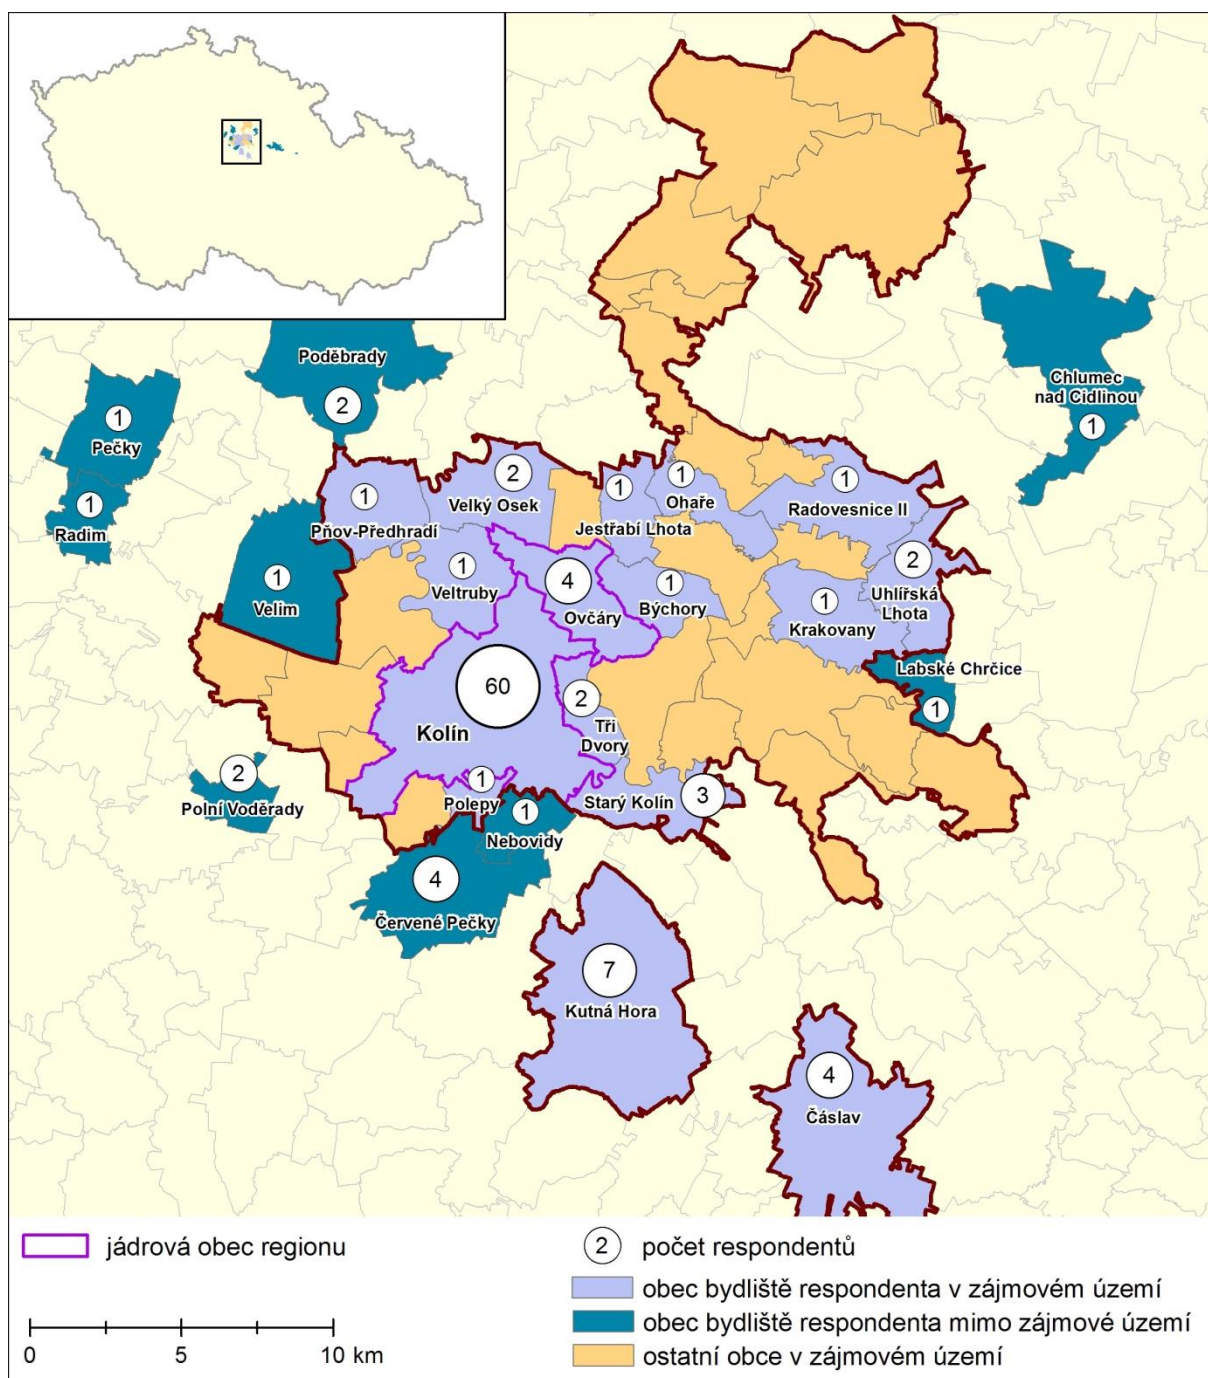 Poděbrady
2
1
Pečky
1
Radim
Chlumec
nad Cidlinou
1
2
Velký Osek
1
Pňov-Předhradí
1
Jestřabí Lhota
1
Ohaře
1
Radovesnice II
1
Velim
1
Veltruby
4
Ovčáry
1
Býchory
1
Krakovany
2
Uhlířská
Lhota
Labské Chrčice
1
60
Kolín
2
Tři
Dvory
2
Polní Voděrady
1
Polepy
Starý Kolín
3
1
Nebovidy
4
Červené Pečky
7
Kutná Hora
4
Čáslav
jádrová obec regionu
2 počet respondentů
obec bydliště respondenta v zájmovém území
obec bydliště respondenta mimo zájmové území
ostatní obce v zájmovém území
0 5 10 km